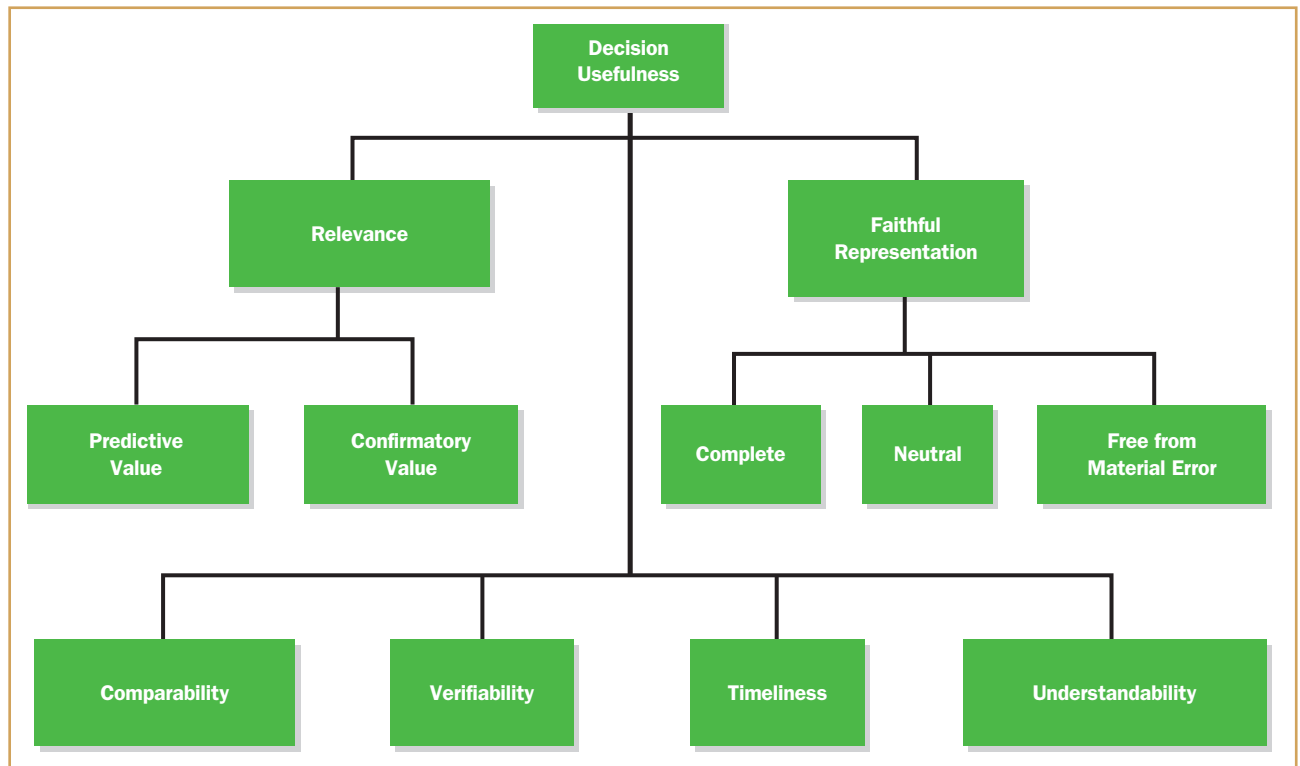 Decision
Usefulness
Relevance
Faithful
Representation
Predictive
Value
Confirmatory
Value
Complete
Neutral
Free from
Material Error
Comparability
Verifiability
Timeliness
Understandability